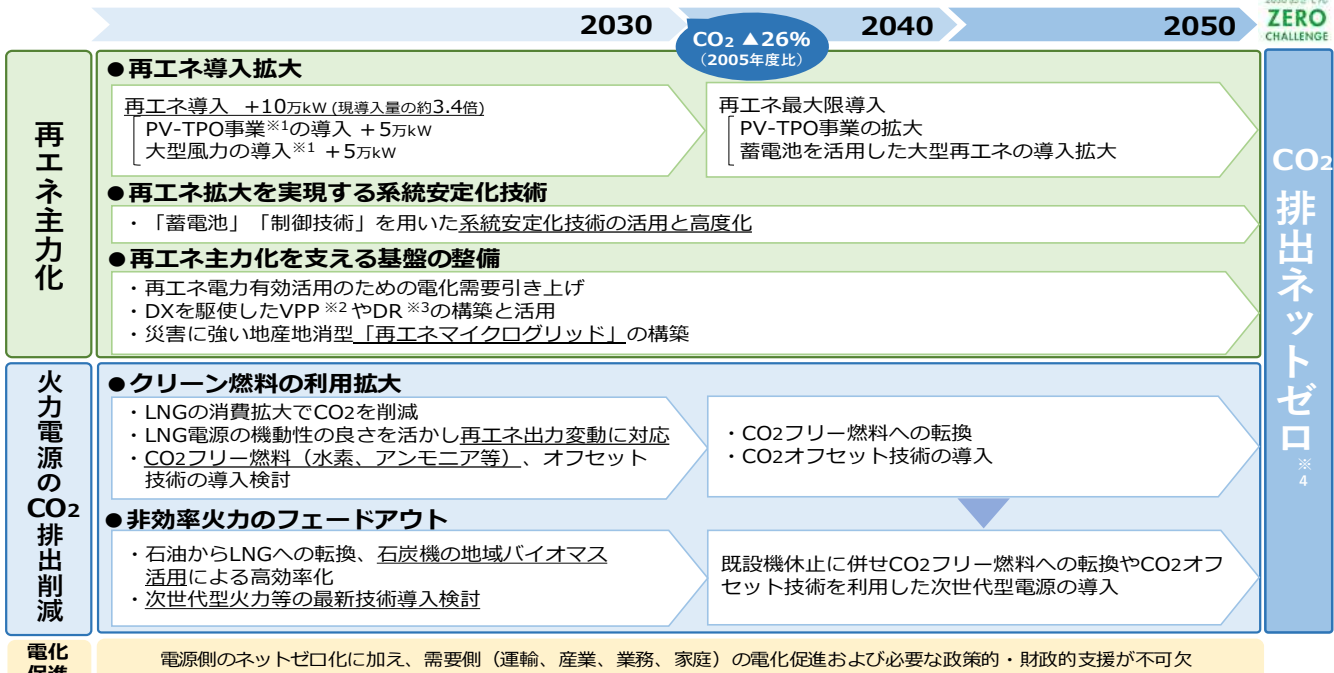 2030
2040
2050
ZERO
CHALLENGE
CO2 ▲26%
(2005年度比)
再エネ主力化
●再エネ導入拡大
再エネ導入 +10万kW (現導入量の約3.4倍)
PV-TPO事業※1の導入 +5万kW
大型風力の導入※1 +5万kW
再エネ最大限導入
PV-TPO事業の拡大
蓄電池を活用した大型再エネの導入拡大
●再エネ拡大を実現する系統安定化技術
・「蓄電池」「制御技術」を用いた系統安定化技術の活用と高度化
●再エネ主力化を支える基盤の整備
・再エネ電力有効活用のための電化需要引き上げ
・DXを駆使したVPP※2やDR※3の構築と活用
・災害に強い地産地消型「再エネマイクログリッド」の構築
火力電源のCO2排出削減
●クリーン燃料の利用拡大
・LNGの消費拡大でCO2を削減
・LNG電源の機動性の良さを活かし再エネ出力変動に対応
・CO2フリー燃料（水素、アンモニア等）、オフセット
技術の導入検討
・CO2フリー燃料への転換
・CO2オフセット技術の導入
●非効率火力のフェードアウト
・石油からLNGへの転換、石炭機の地域バイオマス
活用による高効率化
・次世代型火力等の最新技術導入検討
既設機休止に併せCO2フリー燃料への転換やCO2オフ
セット技術を利用した次世代型電源の導入
CO2排出ネットゼロ※4
電化
促進
電源側のネットゼロ化に加え、需要側（運輸、産業、業務、家庭）の電化促進および必要な政策的・財政的支援が不可欠